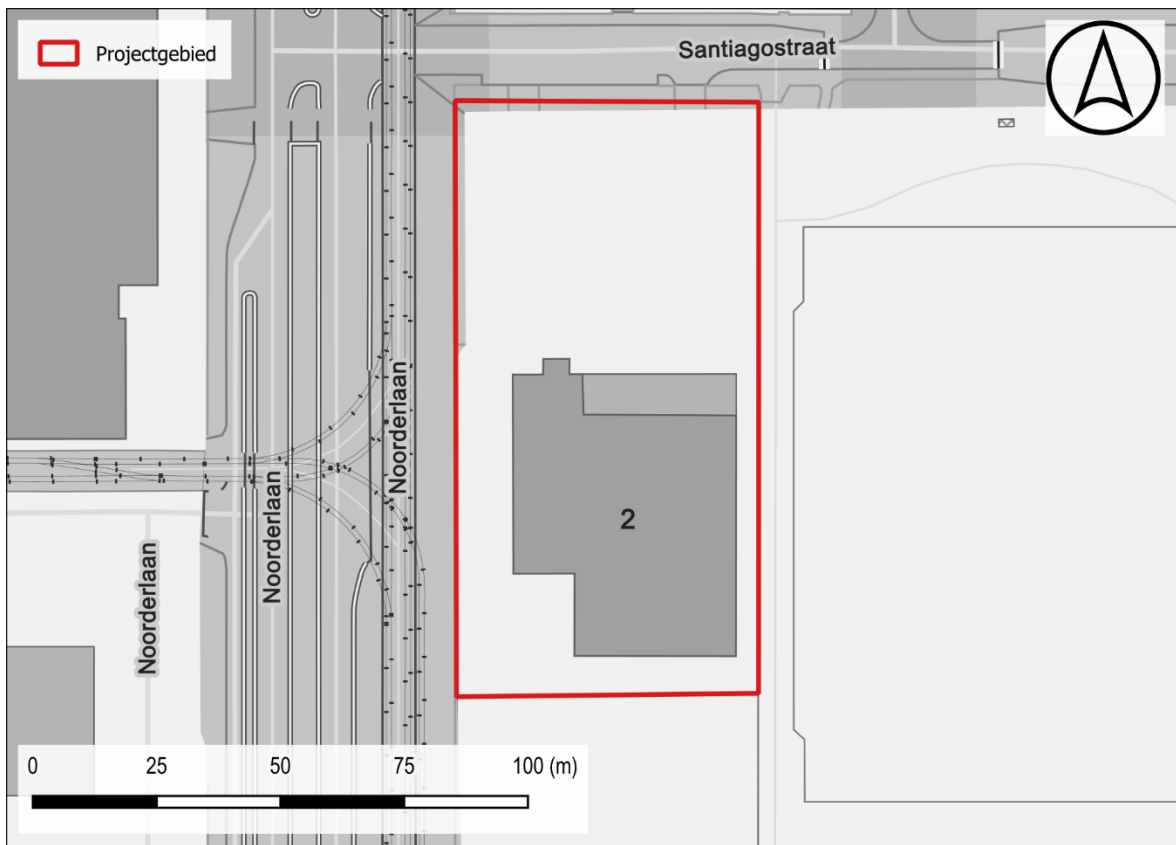 Projectgebied
Santiagostraat
Noorderlaan
Noorderlaan
Noorderlaan
2
0 25 50 75 100 (m)